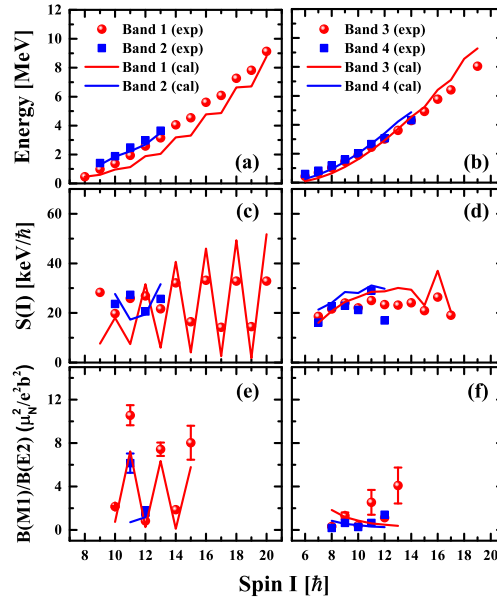 Energy [MeV]
12
10
8
6
4
2
0
Band 1 (exp)
Band 2 (exp)
Band 1 (cal)
Band 2 (cal)
(a)
Band 3 (exp)
Band 4 (exp)
Band 3 (cal)
Band 4 (cal)
(b)
S(I) [keV/ħ]
60
40
20
0
(c)
(d)
B(M1)/B(E2) (μ²N/e²b²)
12
8
4
0
(e)
(f)
8 10 12 14 16 18 20
6 8 10 12 14 16 18 20
Spin I [ħ]